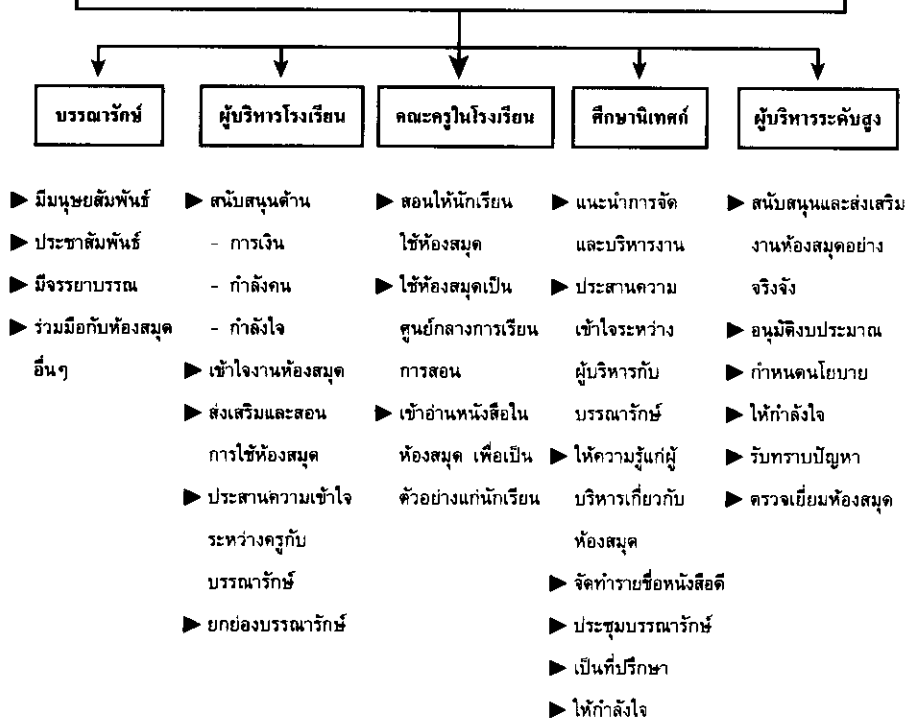 บรรณารักษ์
▶ มีมนุษยสัมพันธ์
▶ ประชาสัมพันธ์
▶ มีจรรยาบรรณ
▶ ร่วมมือกับห้องสมุด
อื่นๆ
ผู้บริหารโรงเรียน
▶ สนับสนุนด้าน
- การเงิน
- กำลังคน
- กำลังใจ
▶ เข้าใจงานห้องสมุด
▶ ส่งเสริมและสอน
การใช้ห้องสมุด
▶ ประสานความเข้าใจ
ระหว่างครูกับ
บรรณารักษ์
▶ ยกย่องบรรณารักษ์
คณะครูในโรงเรียน
▶ สอนให้นักเรียน
ใช้ห้องสมุด
▶ ใช้ห้องสมุดเป็น
ศูนย์กลางการเรียน
การสอน
▶ เข้าอ่านหนังสือใน
ห้องสมุด เพื่อเป็น
ตัวอย่างแก่นักเรียน
ศึกษานิเทศก์
▶ แนะนำการจัด
และบริหารงาน
▶ ประสานความ
เข้าใจระหว่าง
ผู้บริหารกับ
บรรณารักษ์
▶ ให้ความรู้แก่ผู้
บริหารเกี่ยวกับ
ห้องสมุด
▶ จัดทำรายชื่อหนังสือดี
▶ ประชุมบรรณารักษ์
▶ เป็นที่ปรึกษา
▶ ให้กำลังใจ
ผู้บริหารระดับสูง
▶ สนับสนุนและส่งเสริม
งานห้องสมุดอย่าง
จริงจัง
▶ อนุมัติงบประมาณ
▶ กำหนดนโยบาย
▶ ให้กำลังใจ
▶ รับทราบปัญหา
▶ ตรวจเยี่ยมห้องสมุด